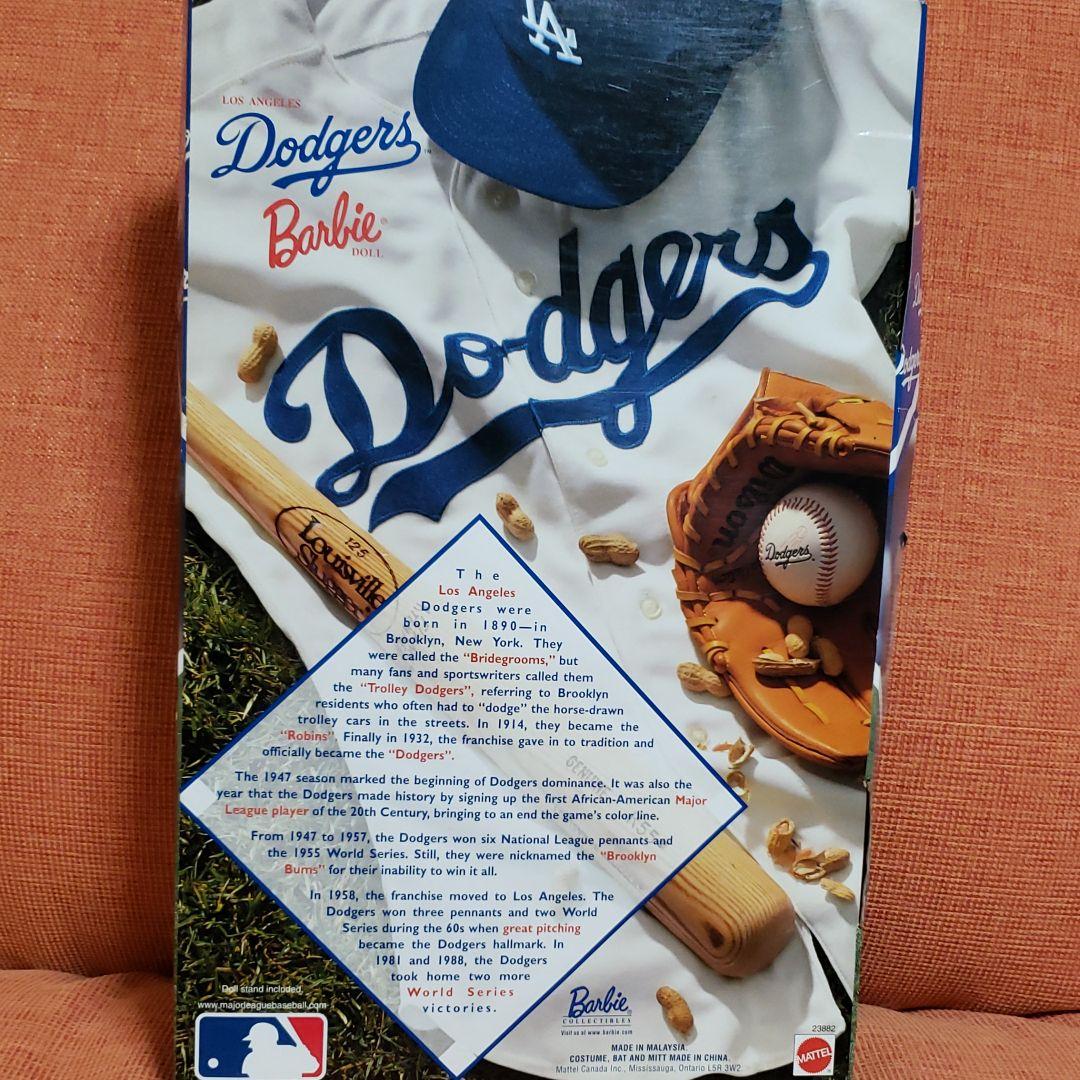 LA
LOS ANGELES
Dodgers™
Barbie®
DOLL
Dodgers
125
Louisville
Wilson
Dodgers
The
Los Angeles
Dodgers were
born in 1890—in
Brooklyn, New York. They
were called the “Bridegrooms,” but
many fans and sportswriters called them
the “Trolley Dodgers”, referring to Brooklyn
residents who often had to “dodge” the horse-drawn
trolley cars in the streets. In 1914, they became the
“Robins”. Finally in 1932, the franchise gave in to tradition and
officially became the “Dodgers”.
The 1947 season marked the beginning of Dodgers dominance. It was also the
year that the Dodgers made history by signing up the first African-American Major
League player of the 20th Century, bringing to an end the game’s color line.
From 1947 to 1957, the Dodgers won six National League pennants and
the 1955 World Series. Still, they were nicknamed the “Brooklyn
Bums” for their inability to win it all.
In 1958, the franchise moved to Los Angeles. The
Dodgers won three pennants and two World
Series during the 60s when great pitching
became the Dodgers hallmark. In
1981 and 1988, the Dodgers
took home two more
World Series
victories.
Doll stand included.
www.majorleaguebaseball.com
Barbie
COLLECTIBLES
Visit us at www barbie.com
MADE IN MALAYSIA.
COSTUME, BAT AND MITT MADE IN CHINA.
Mattel Canada Inc., Mississauga, Ontario L5R 3W2.
23882
MATTEL